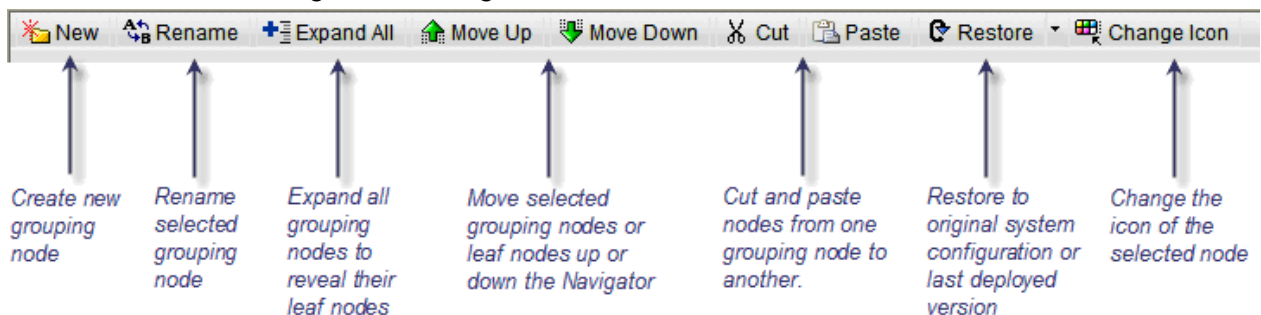 New Rename Expand All Move Up Move Down Cut Paste Restore Change Icon
Create new
grouping
node
Rename
selected
grouping
node
Expand all
grouping
nodes to
reveal their
leaf nodes
Move selected
grouping nodes or
leaf nodes up or
down the Navigator
Cut and paste
nodes from one
grouping node to
another.
Restore to
original system
configuration or
last deployed
version
Change the
icon of the
selected node